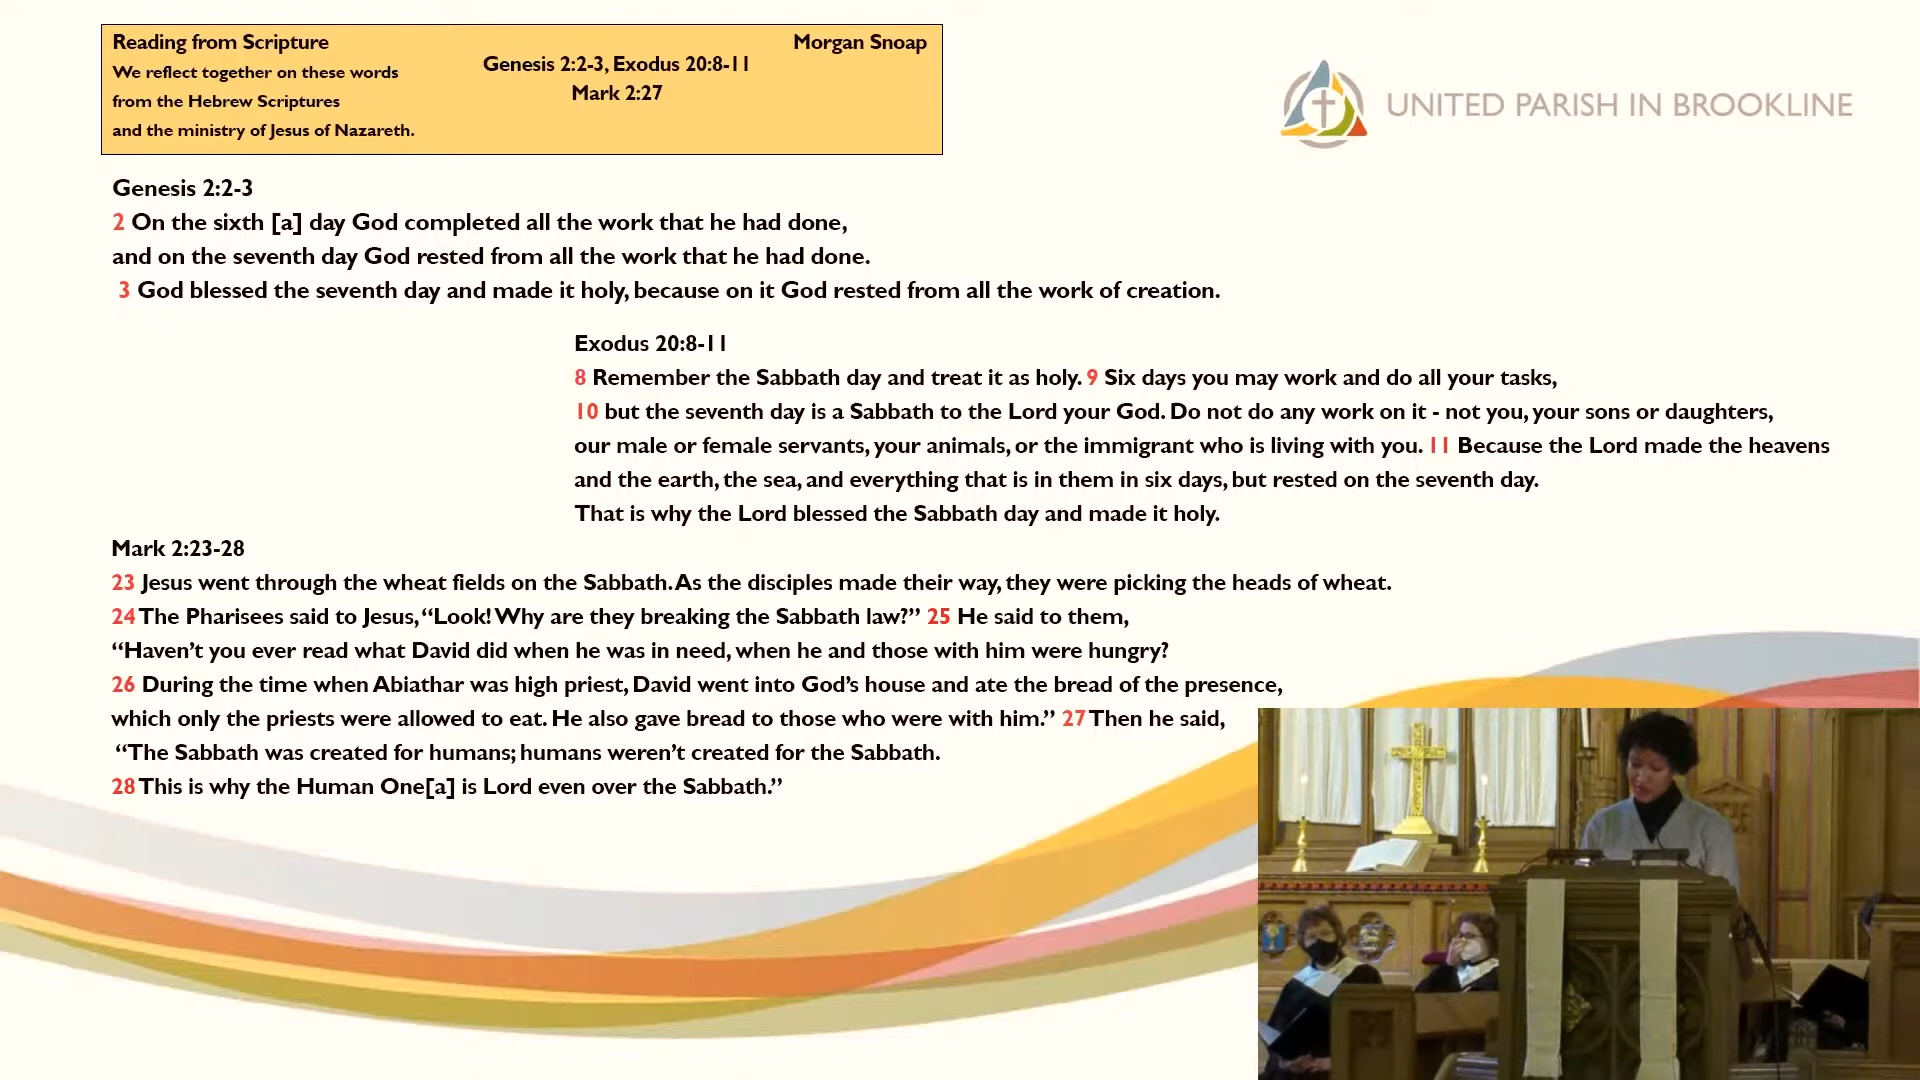 Reading from Scripture
We reflect together on these words
from the Hebrew Scriptures
and the ministry of Jesus of Nazareth.
Genesis 2:2-3, Exodus 20:8-11
Mark 2:27
Morgan Snoap
UNITED PARISH IN BROOKLINE
Genesis 2:2-3
2 On the sixth [a] day God completed all the work that he had done,
and on the seventh day God rested from all the work that he had done.
3 God blessed the seventh day and made it holy, because on it God rested from all the work of creation.
Exodus 20:8-11
8 Remember the Sabbath day and treat it as holy. 9 Six days you may work and do all your tasks,
10 but the seventh day is a Sabbath to the Lord your God. Do not do any work on it - not you, your sons or daughters,
our male or female servants, your animals, or the immigrant who is living with you. 11 Because the Lord made the heavens
and the earth, the sea, and everything that is in them in six days, but rested on the seventh day.
That is why the Lord blessed the Sabbath day and made it holy.
Mark 2:23-28
23 Jesus went through the wheat fields on the Sabbath. As the disciples made their way, they were picking the heads of wheat.
24 The Pharisees said to Jesus, “Look! Why are they breaking the Sabbath law?” 25 He said to them,
“Haven’t you ever read what David did when he was in need, when he and those with him were hungry?
26 During the time when Abiathar was high priest, David went into God’s house and ate the bread of the presence,
which only the priests were allowed to eat. He also gave bread to those who were with him.” 27 Then he said,
“The Sabbath was created for humans; humans weren’t created for the Sabbath.
28 This is why the Human One[a] is Lord even over the Sabbath.”